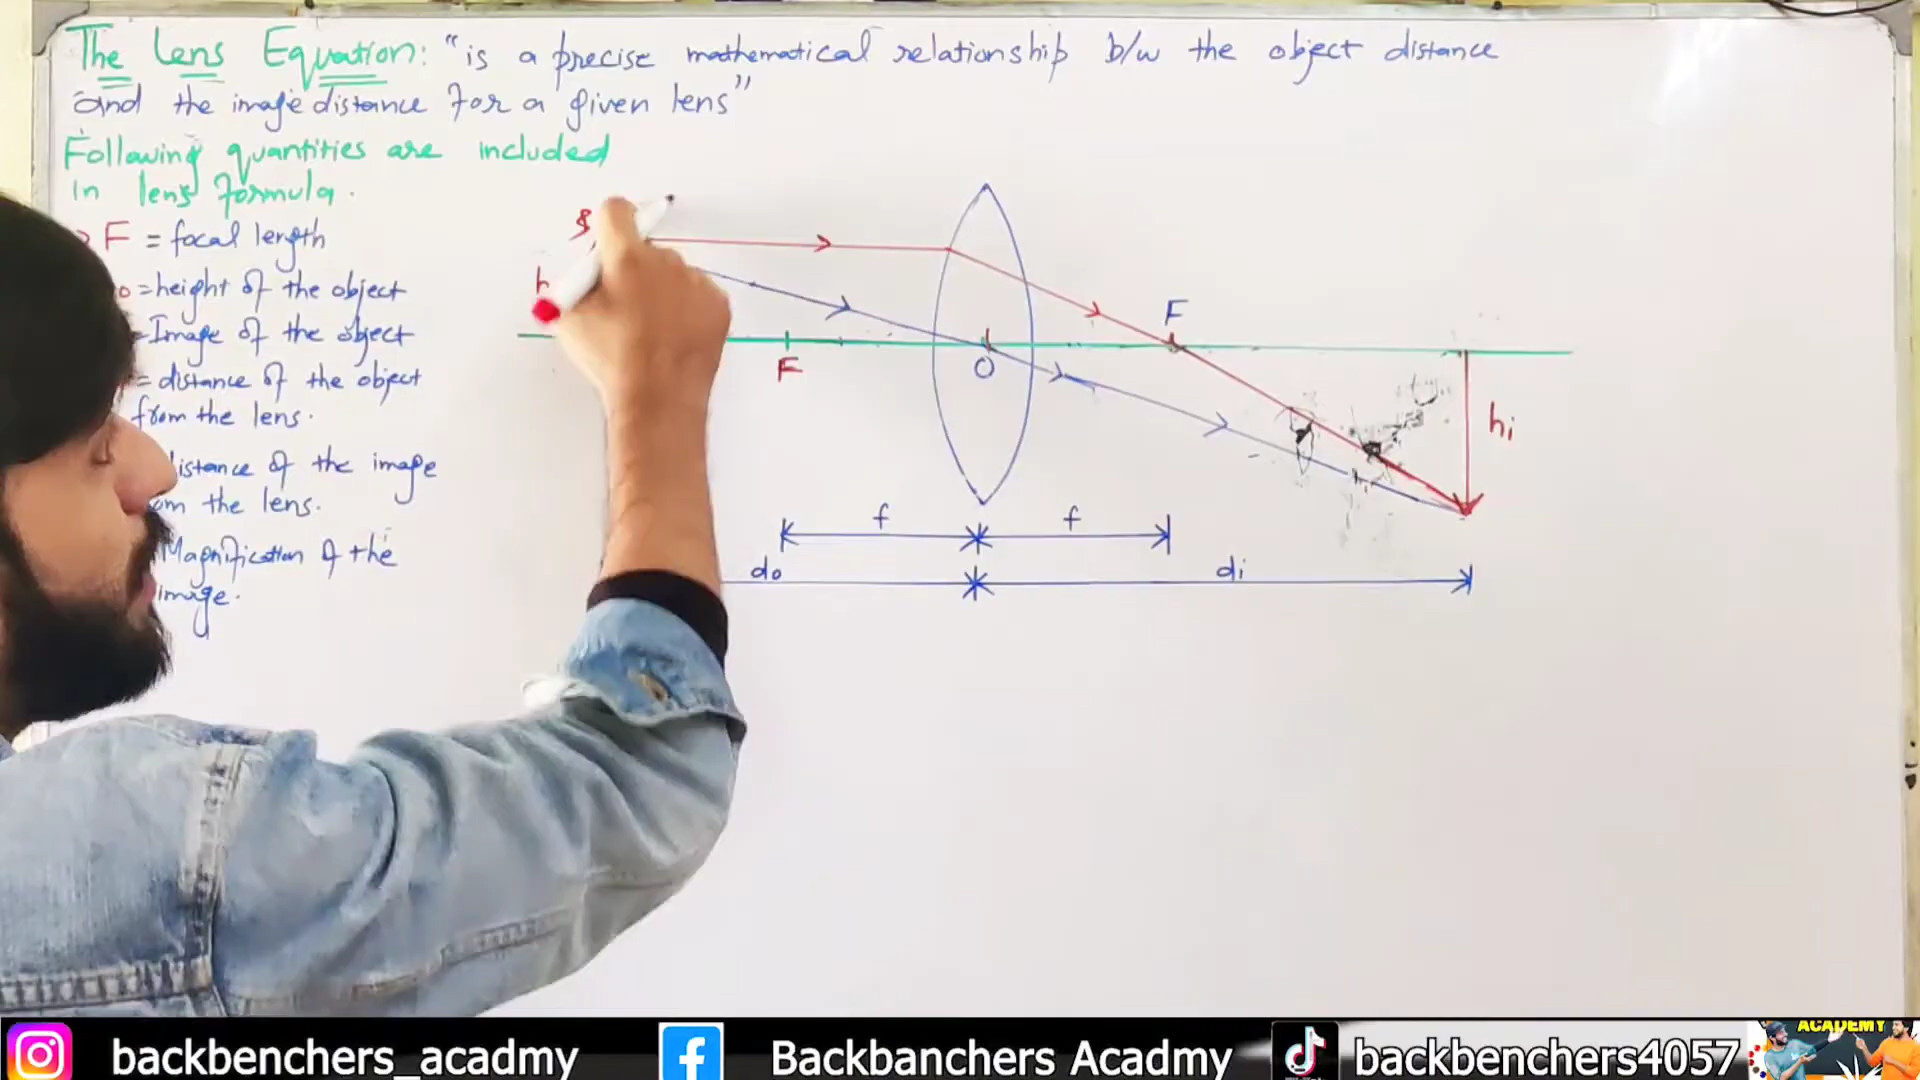 The Lens Equation: "is a precise mathematical relationship b/w the object distance
and the image distance for a given lens"
Following quantities are included
in lens formula.
F = focal length
o = height of the object
= Image of the object
= distance of the object
from the lens.
distance of the image
om the lens.
Magnification of the
image.
h
F
O
F
hi
f
f
do
di
backbenchers_acadmy
Backbanchers Acadmy
backbenchers4057
ACADEMY